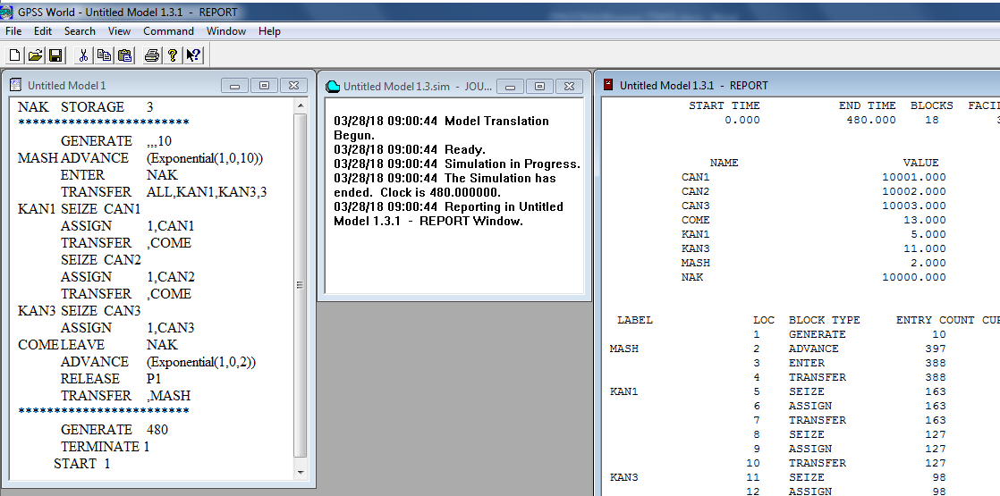 GPSS World - Untitled Model 1.3.1 - REPORT
File Edit Search View Command Window Help
Untitled Model 1
NAK STORAGE 3
************************
GENERATE ,,,10
MASH ADVANCE (Exponential(1,0,10))
ENTER NAK
TRANSFER ALL,KAN1,KAN3,3
KAN1 SEIZE CAN1
ASSIGN 1,CAN1
TRANSFER ,COME
SEIZE CAN2
ASSIGN 1,CAN2
TRANSFER ,COME
KAN3 SEIZE CAN3
ASSIGN 1,CAN3
COME LEAVE NAK
ADVANCE (Exponential(1,0,2))
RELEASE P1
TRANSFER ,MASH
************************
GENERATE 480
TERMINATE 1
START 1
Untitled Model 1.3.sim - JOU...
03/28/18 09:00:44 Model Translation
Begun.
03/28/18 09:00:44 Ready.
03/28/18 09:00:44 Simulation in Progress.
03/28/18 09:00:44 The Simulation has
ended. Clock is 480.000000.
03/28/18 09:00:44 Reporting in Untitled
Model 1.3.1 - REPORT Window.
Untitled Model 1.3.1 - REPORT
START TIME END TIME BLOCKS FACI
0.000 480.000 18
NAME VALUE
CAN1 10001.000
CAN2 10002.000
CAN3 10003.000
COME 13.000
KAN1 5.000
KAN3 11.000
MASH 2.000
NAK 10000.000
LABEL LOC BLOCK TYPE ENTRY COUNT CU
1 GENERATE 10
MASH 2 ADVANCE 397
3 ENTER 388
4 TRANSFER 388
KAN1 5 SEIZE 163
6 ASSIGN 163
7 TRANSFER 163
8 SEIZE 127
9 ASSIGN 127
10 TRANSFER 127
KAN3 11 SEIZE 98
12 ASSIGN 98